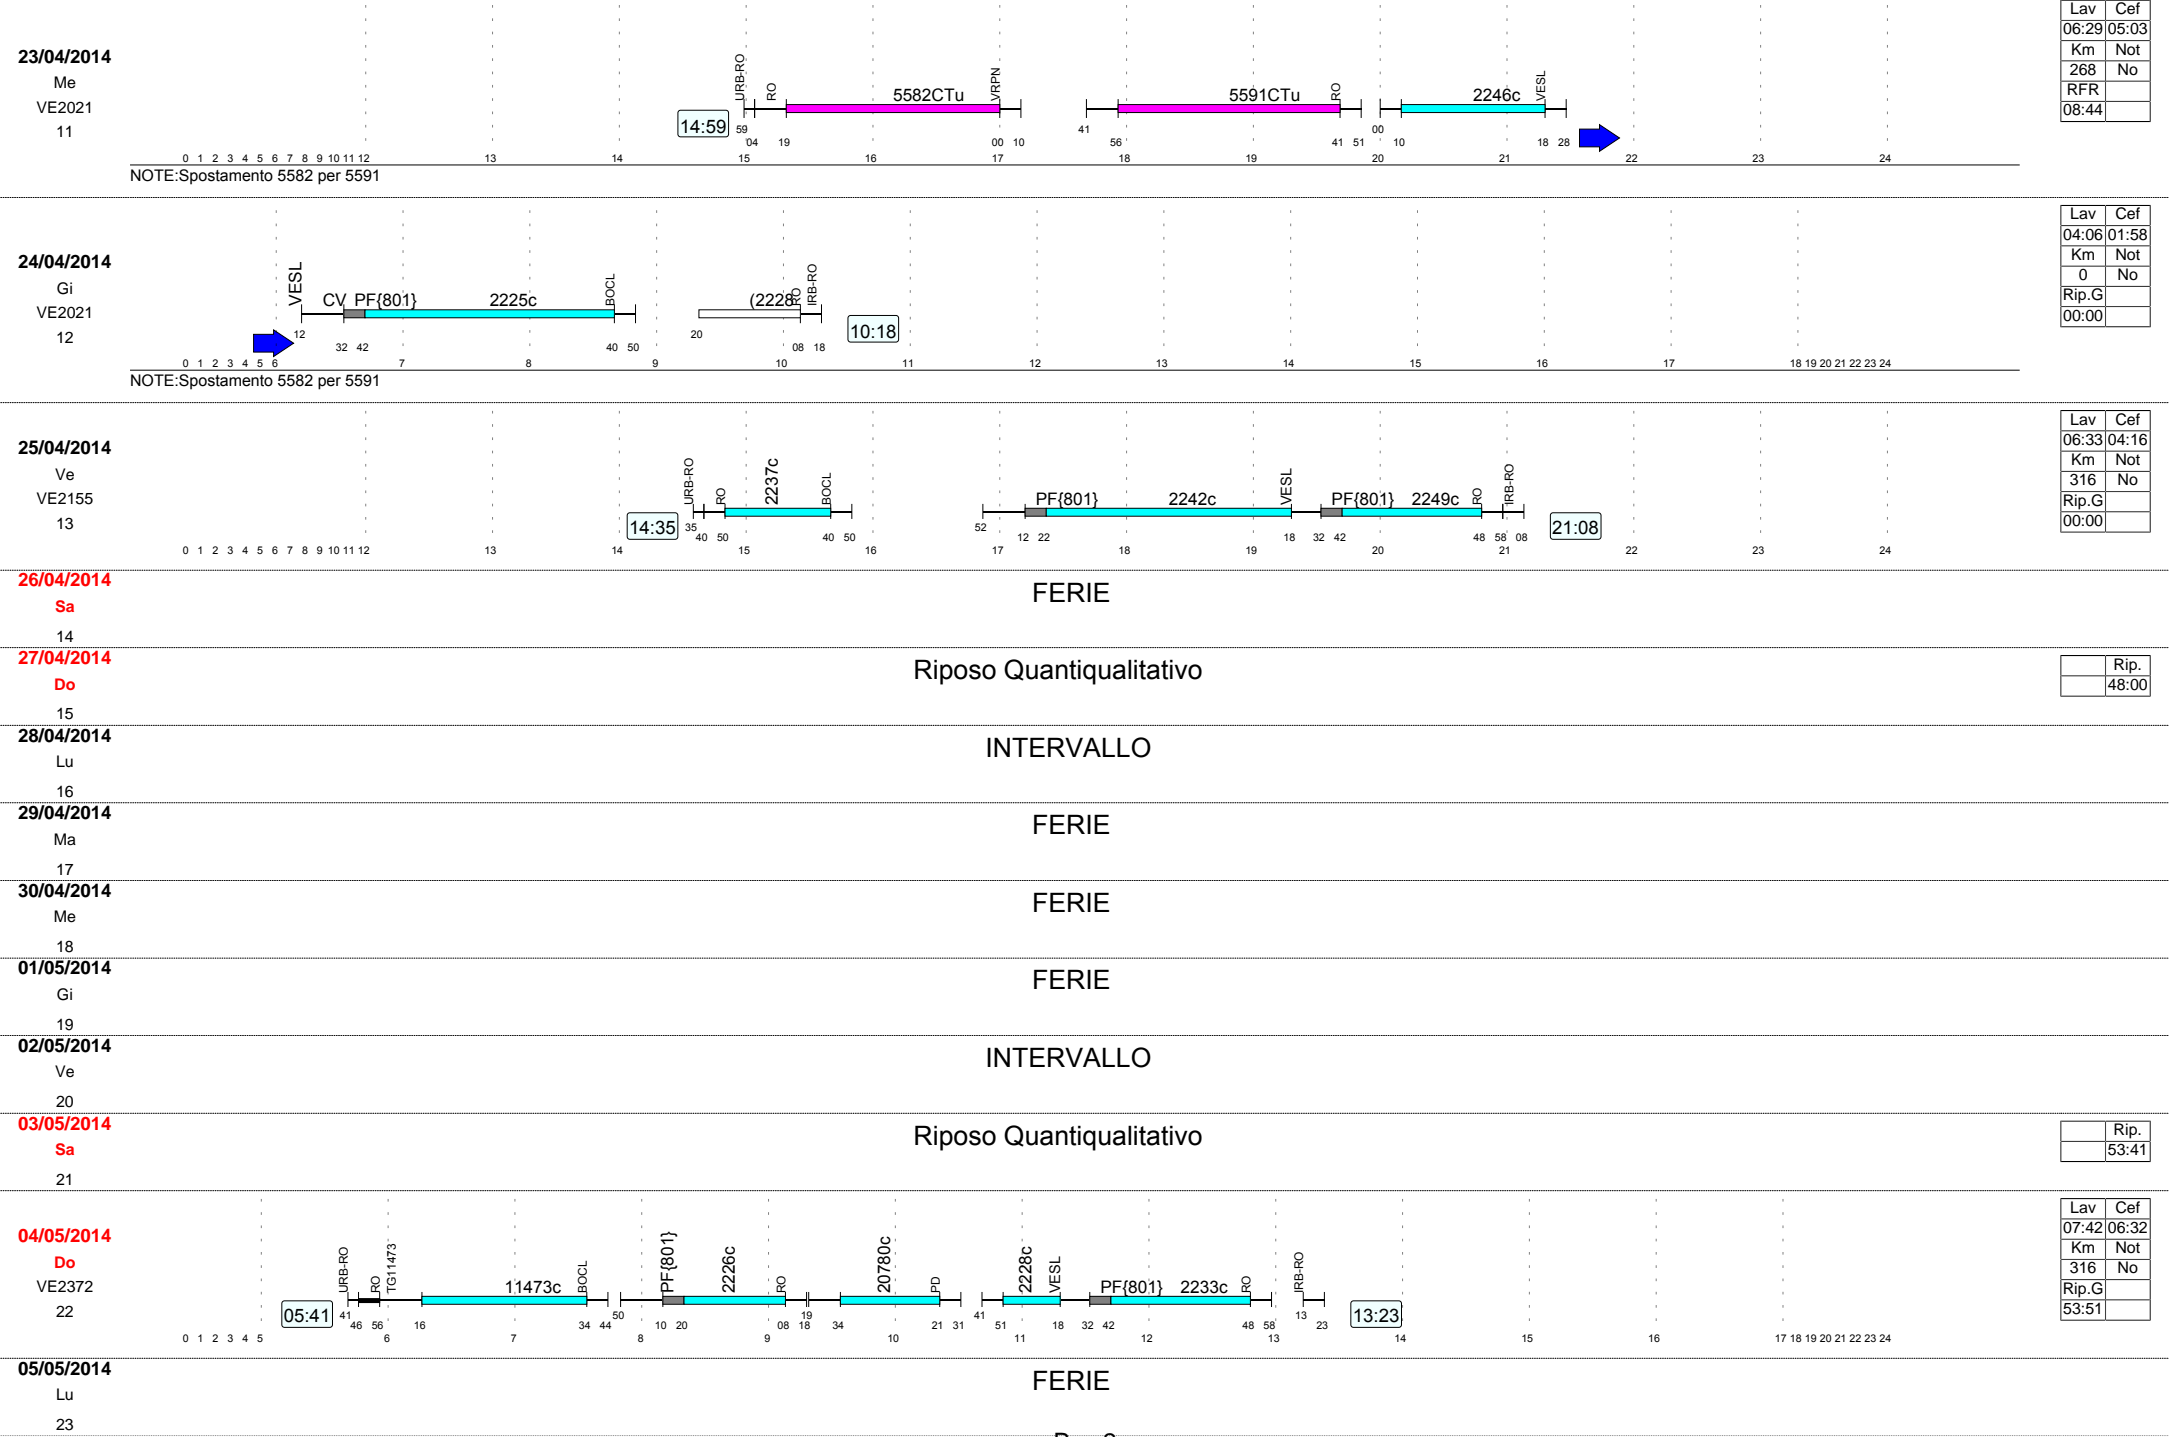 Lav Cef
06:29 05:03
Km Not
268 No
RFR
08:44
23/04/2014
Me
VE2021
11
14:59
URB-RO RO 5582CTu VRPN 5591CTu RO 2246c VESL
59 04 19 00 10 41 56 41 51 00 10 18 28
0 1 2 3 4 5 6 7 8 9 10 11 12 13 14 15 16 17 18 19 20 21 22 23 24
NOTE:Spostamento 5582 per 5591
Lav Cef
04:06 01:58
Km Not
0 No
Rip.G
00:00
24/04/2014
Gi
VE2021
12
VESL CV PF{801} 2225c BOCL (2228 RO IRB-RO
10:18
12 32 42 40 50 20 08 18
0 1 2 3 4 5 6 7 8 9 10 11 12 13 14 15 16 17 18 19 20 21 22 23 24
NOTE:Spostamento 5582 per 5591
Lav Cef
06:33 04:16
Km Not
316 No
Rip.G
00:00
25/04/2014
Ve
VE2155
13
14:35
URB-RO RO 2237c BOCL PF{801} 2242c VESL PF{801} 2249c RO IRB-RO
21:08
35 40 50 40 50 52 12 22 18 32 42 48 58 08
0 1 2 3 4 5 6 7 8 9 10 11 12 13 14 15 16 17 18 19 20 21 22 23 24
26/04/2014
Sa
14
FERIE
27/04/2014
Do
15
Riposo Quantiqualitativo
Rip.
48:00
28/04/2014
Lu
16
INTERVALLO
29/04/2014
Ma
17
FERIE
30/04/2014
Me
18
FERIE
01/05/2014
Gi
19
FERIE
02/05/2014
Ve
20
INTERVALLO
03/05/2014
Sa
21
Riposo Quantiqualitativo
Rip.
53:41
Lav Cef
07:42 06:32
Km Not
316 No
Rip.G
53:51
04/05/2014
Do
VE2372
22
05:41
URB-RO RO TG11473 11473c BOCL PF{801} 2226c RO 20780c PD 2228c VESL PF{801} 2233c RO IRB-RO
13:23
41 46 56 16 34 44 50 10 20 08 18 19 34 21 31 41 51 18 32 42 48 58 13 23
0 1 2 3 4 5 6 7 8 9 10 11 12 13 14 15 16 17 18 19 20 21 22 23 24
05/05/2014
Lu
23
FERIE